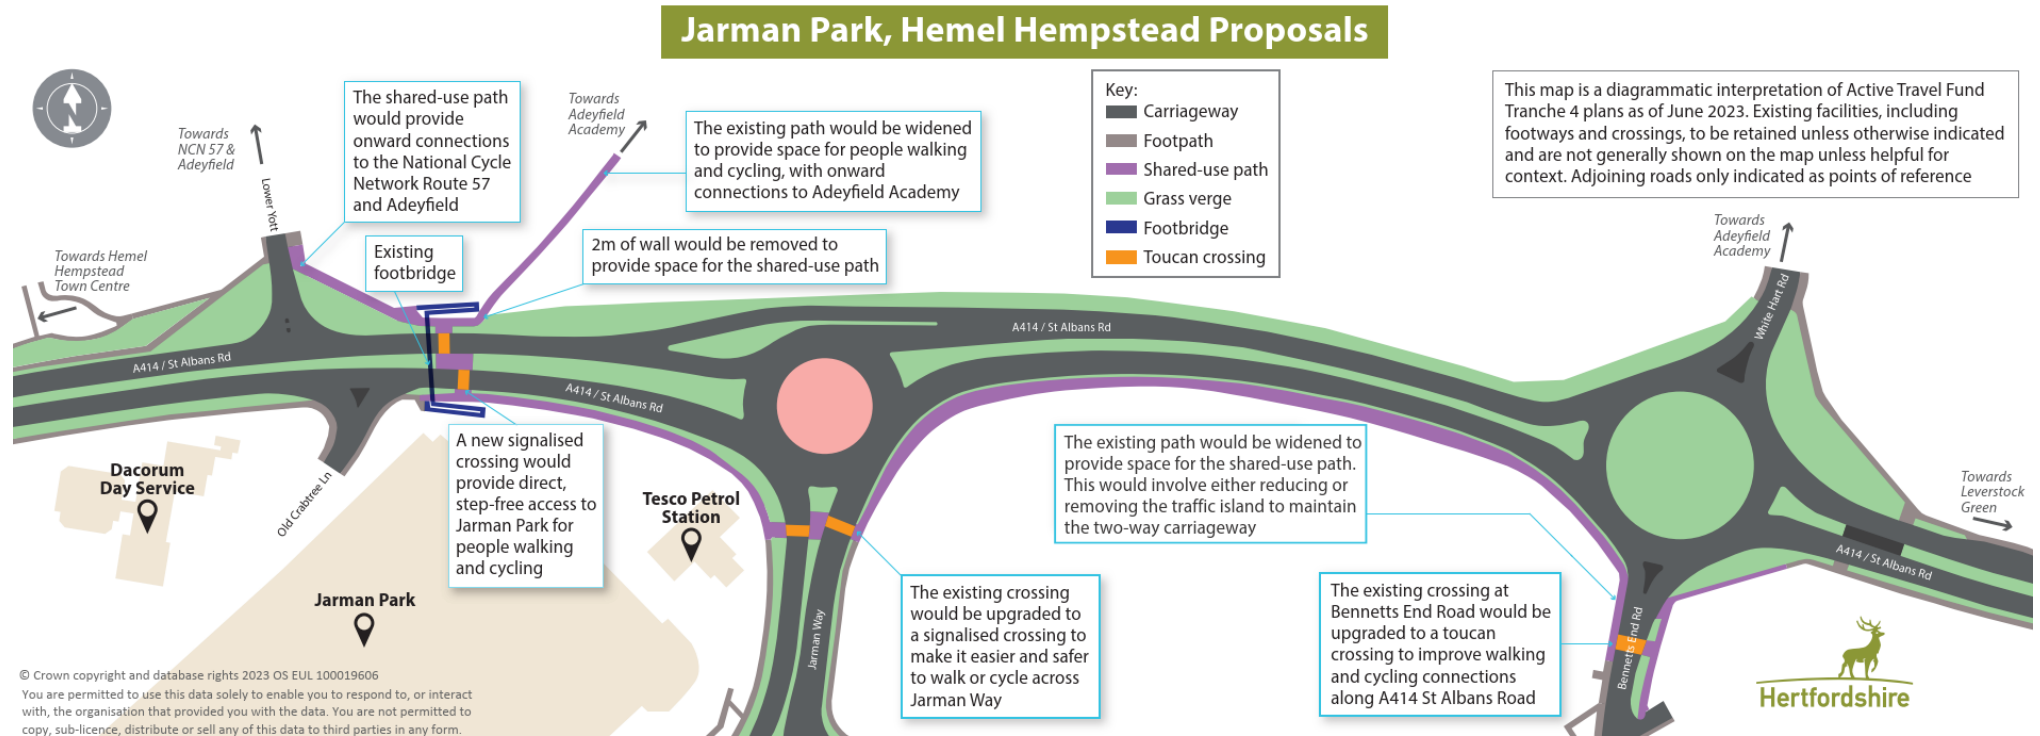 Jarman Park, Hemel Hempstead Proposals
N
Towards
NCN 57 &
Adeyfield
Lower Yott
The shared-use path
would provide
onward connections
to the National Cycle
Network Route 57
and Adeyfield
Towards
Adeyfield
Academy
The existing path would be widened
to provide space for people walking
and cycling, with onward
connections to Adeyfield Academy
Key:
Carriageway
Footpath
Shared-use path
Grass verge
Footbridge
Toucan crossing
This map is a diagrammatic interpretation of Active Travel Fund
Tranche 4 plans as of June 2023. Existing facilities, including
footways and crossings, to be retained unless otherwise indicated
and are not generally shown on the map unless helpful for
context. Adjoining roads only indicated as points of reference
Towards Hemel
Hempstead
Town Centre
Existing
footbridge
2m of wall would be removed to
provide space for the shared-use path
Towards
Adeyfield
Academy
White Hart Rd
A414 / St Albans Rd
A414 / St Albans Rd
A414 / St Albans Rd
A414 / St Albans Rd
Towards
Leverstock
Green
Old Crabtree Ln
Dacorum
Day Service
A new signalised
crossing would
provide direct,
step-free access to
Jarman Park for
people walking
and cycling
Tesco Petrol
Station
Jarman Park
Jarman Way
The existing crossing
would be upgraded to
a signalised crossing to
make it easier and safer
to walk or cycle across
Jarman Way
The existing path would be widened to
provide space for the shared-use path.
This would involve either reducing or
removing the traffic island to maintain
the two-way carriageway
The existing crossing at
Bennetts End Road would be
upgraded to a toucan
crossing to improve walking
and cycling connections
along A414 St Albans Road
Bennetts End Rd
Hertfordshire
© Crown copyright and database rights 2023 OS EUL 100019606
You are permitted to use this data solely to enable you to respond to, or interact
with, the organisation that provided you with the data. You are not permitted to
copy, sub-licence, distribute or sell any of this data to third parties in any form.